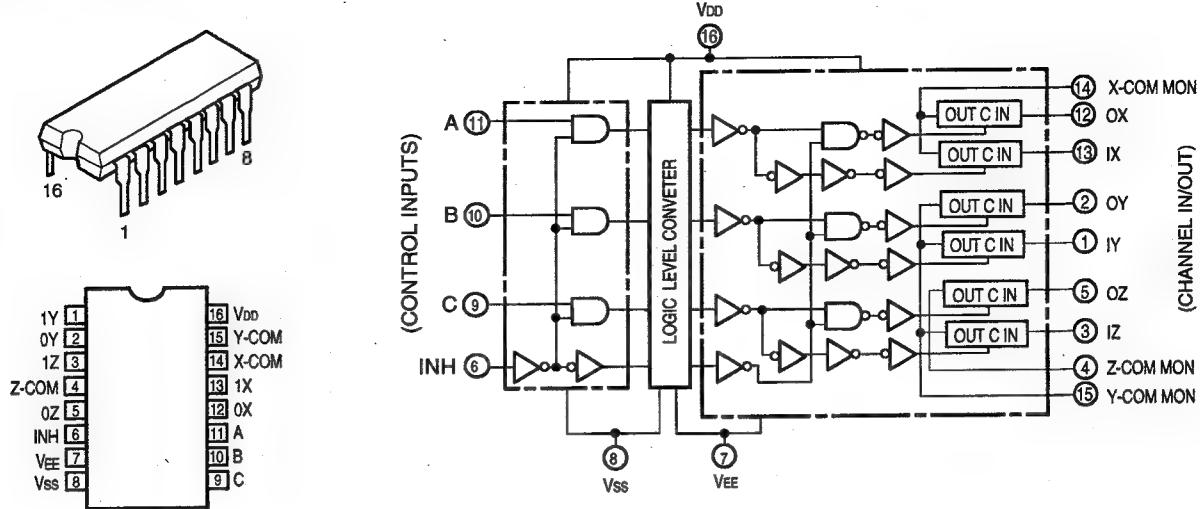 16
8
1
1Y 1
0Y 2
1Z 3
Z-COM 4
0Z 5
INH 6
VEE 7
VSS 8
16 VDD
15 Y-COM
14 X-COM
13 1X
12 0X
11 A
10 B
9 C
VDD
16
(CONTROL INPUTS)
A 11
B 10
C 9
INH 6
LOGIC LEVEL CONVETER
OUT C IN
OUT C IN
OUT C IN
OUT C IN
OUT C IN
OUT C IN
14 X-COM MON
12 OX
13 IX
2 OY
1 IY
5 OZ
3 IZ
4 Z-COM MON
15 Y-COM MON
(CHANNEL IN/OUT)
8
VSS
7
VEE